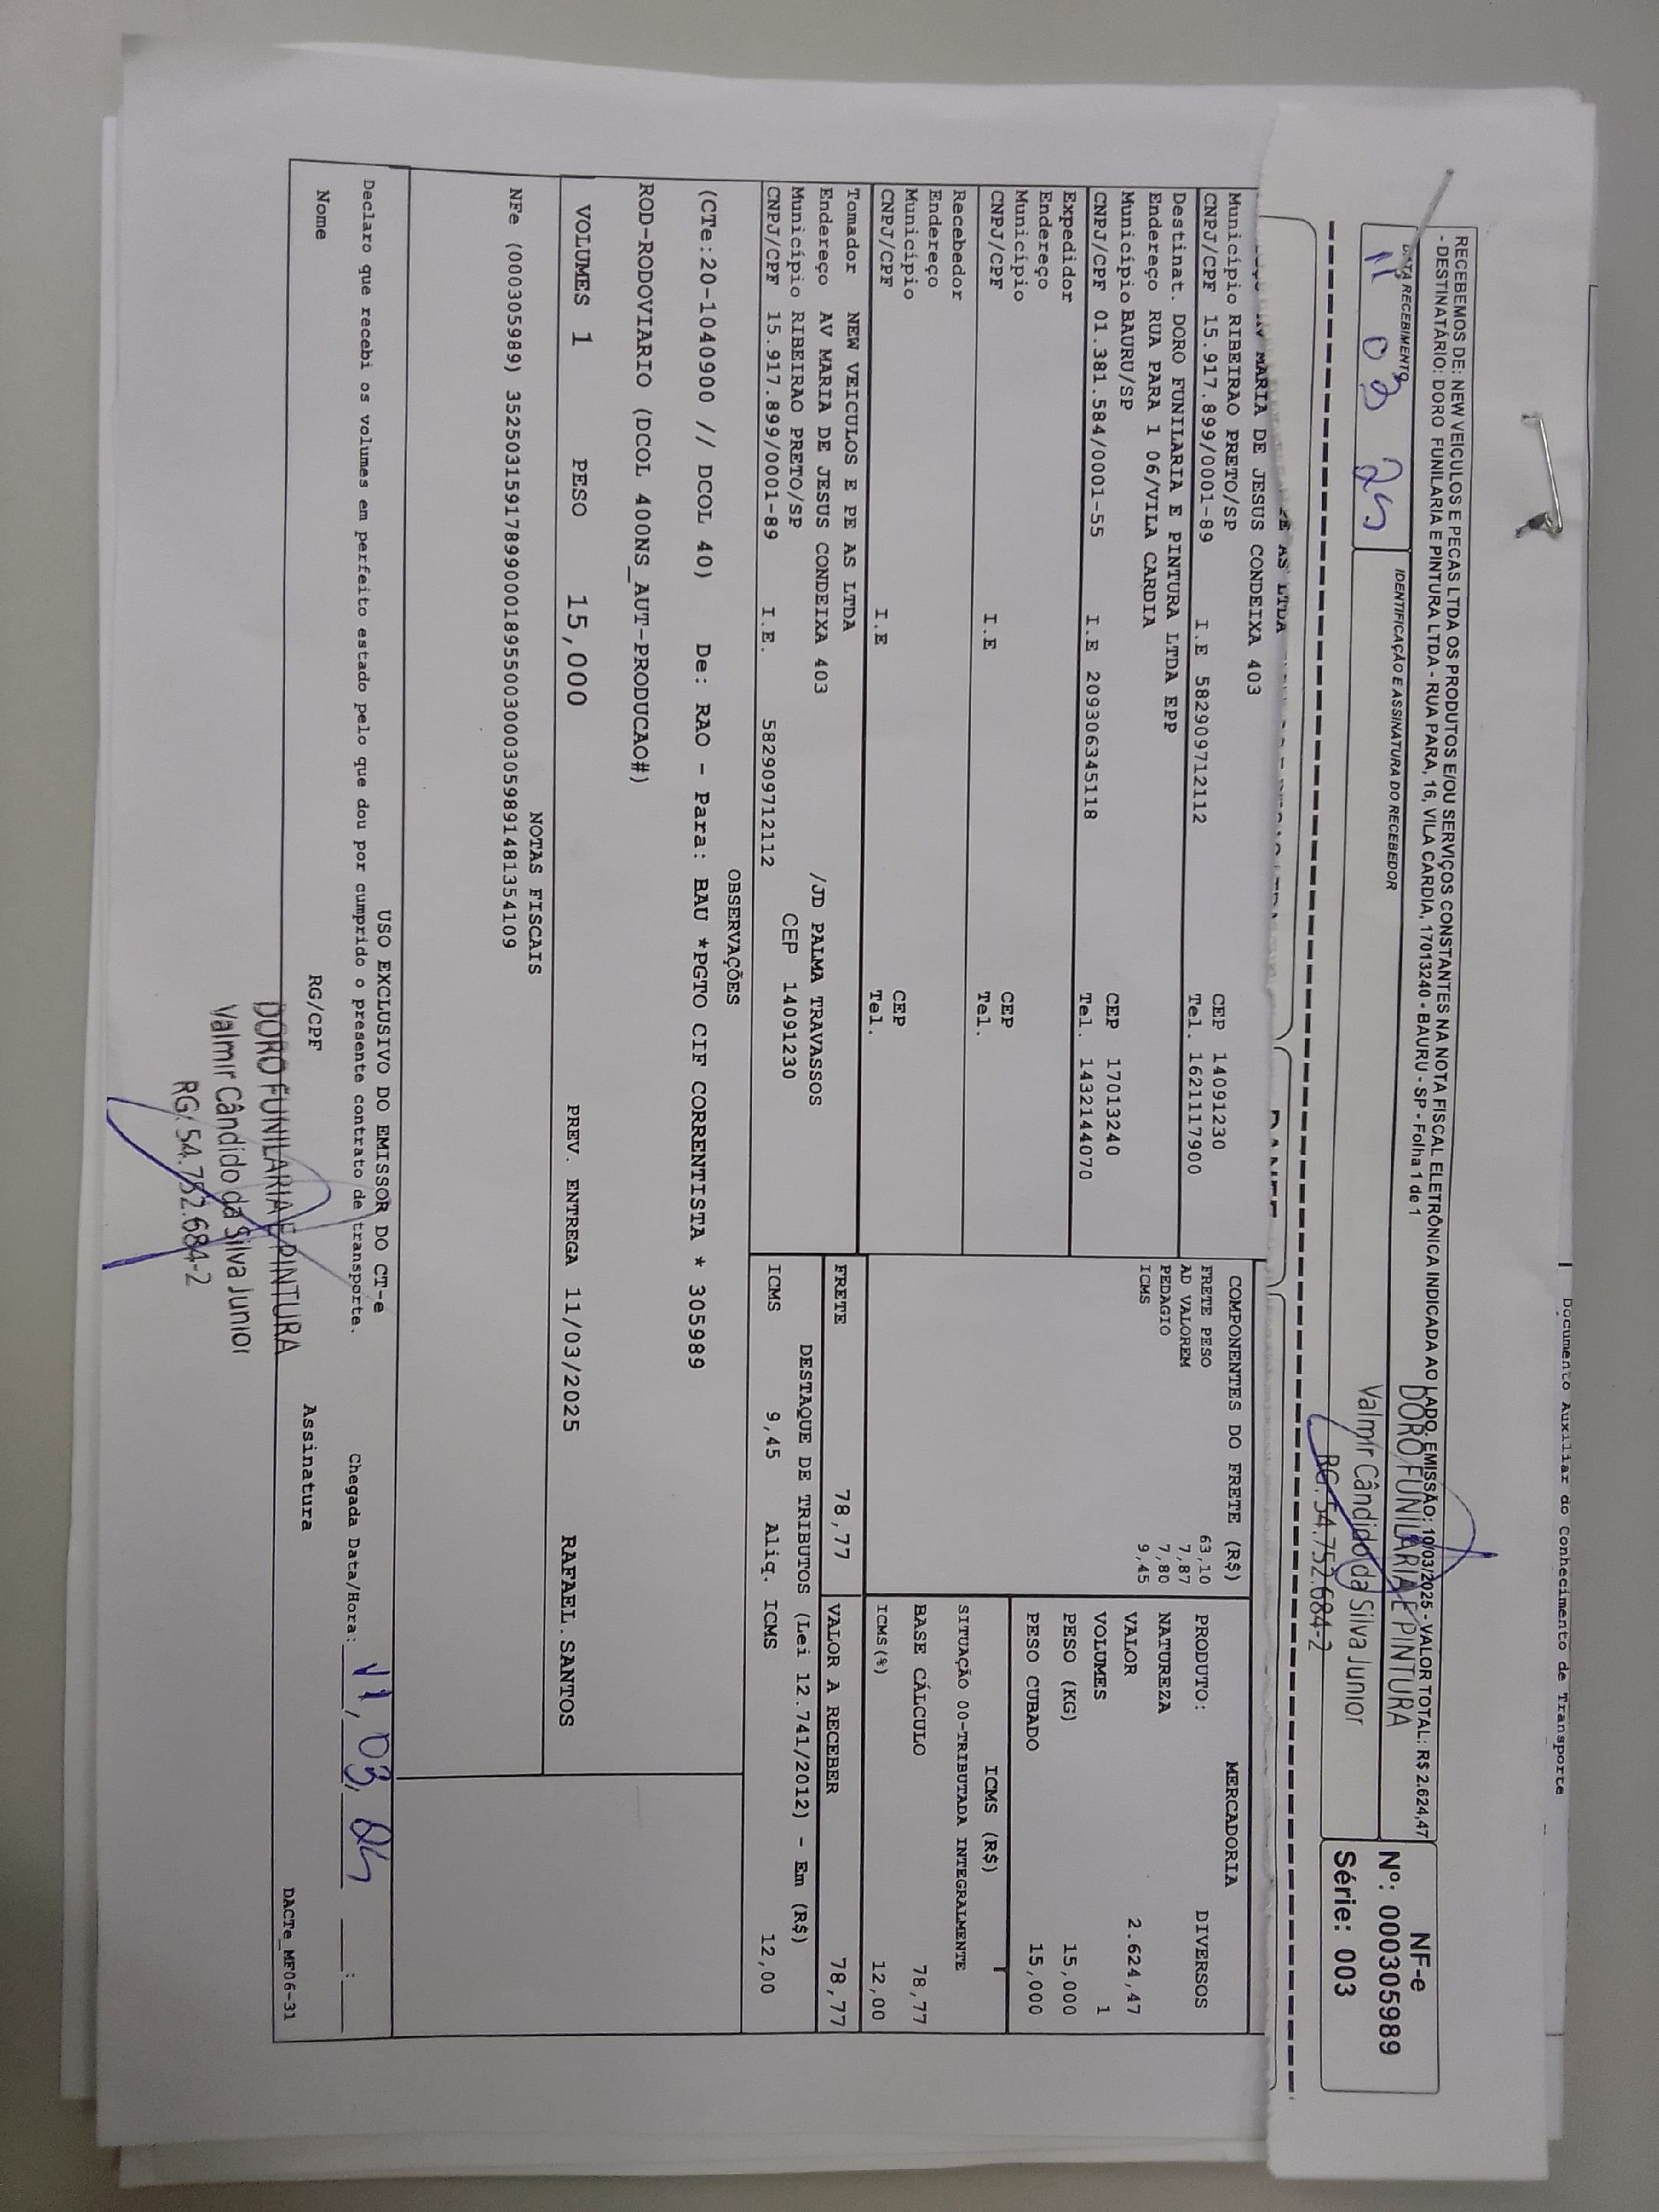 Documento Auxiliar do Conhecimento de Transporte
RECEBEMOS DE: NEW VEICULOS E PECAS LTDA OS PRODUTOS E/OU SERVIÇOS CONSTANTES NA NOTA FISCAL ELETRÔNICA INDICADA AO LADO. EMISSÃO: 10/03/2025 - VALOR TOTAL: R$ 2.624,47
- DESTINATÁRIO: DORO FUNILARIA E PINTURA LTDA - RUA PARA, 16, VILA CARDIA, 17013240 - BAURU - SP - Folha 1 de 1
DATA RECEBIMENTO
11 03 25
IDENTIFICAÇÃO E ASSINATURA DO RECEBEDOR
DORO FUNILARIA E PINTURA
Valmir Cândido da Silva Junior
RG: 54.752.684-2
NF-e
Nº: 000305989
Série: 003
MARIA DE JESUS CONDEIXA 403
Município RIBEIRAO PRETO/SP CEP 14091230
CNPJ/CPF 15.917.899/0001-89 I.E 582909712112 Tel. 1621117900
Destinat. DORO FUNILARIA E PINTURA LTDA EPP
Endereço RUA PARA 1 06/VILA CARDIA
Município BAURU/SP CEP 17013240
CNPJ/CPF 01.381.584/0001-55 I.E 209306345118 Tel. 1432144070
Expedidor
Endereço
Município CEP
CNPJ/CPF I.E Tel.
Recebedor
Endereço
Município CEP
CNPJ/CPF I.E Tel.
Tomador NEW VEICULOS E PE AS LTDA
Endereço AV MARIA DE JESUS CONDEIXA 403 /JD PALMA TRAVASSOS
Município RIBEIRAO PRETO/SP CEP 14091230
CNPJ/CPF 15.917.899/0001-89 I.E. 582909712112
COMPONENTES DO FRETE (R$)
FRETE PESO 63,10
AD VALOREM 7,87
PEDAGIO 7,80
ICMS 9,45
FRETE 78,77
MERCADORIA
PRODUTO: DIVERSOS
NATUREZA
VALOR 2.624,47
VOLUMES 1
PESO (KG) 15,000
PESO CUBADO 15,000
ICMS (R$)
SITUAÇÃO 00-TRIBUTADA INTEGRALMENTE
BASE CÁLCULO 78,77
ICMS(%) 12,00
VALOR A RECEBER 78,77
DESTAQUE DE TRIBUTOS (Lei 12.741/2012) - Em (R$)
ICMS 9,45 Aliq. ICMS 12,00
OBSERVAÇÕES
(CTe:20-1040900 // DCOL 40) De: RAO - Para: BAU *PGTO CIF CORRENTISTA * 305989
ROD-RODOVIARIO (DCOL 400NS_AUT-PRODUCAO#)
VOLUMES 1 PESO 15,000 PREV. ENTREGA 11/03/2025 RAFAEL.SANTOS
NOTAS FISCAIS
NFe (000305989) 35250315917899000189550030003059891481354109
USO EXCLUSIVO DO EMISSOR DO CT-e
Declaro que recebi os volumes em perfeito estado pelo que dou por cumprido o presente contrato de transporte. Chegada Data/Hora: 11/03/25 __:__
Nome RG/CPF Assinatura
DACTe_MF06-31
DORO FUNILARIA E PINTURA
Valmir Cândido da Silva Junior
RG: 54.752.684-2